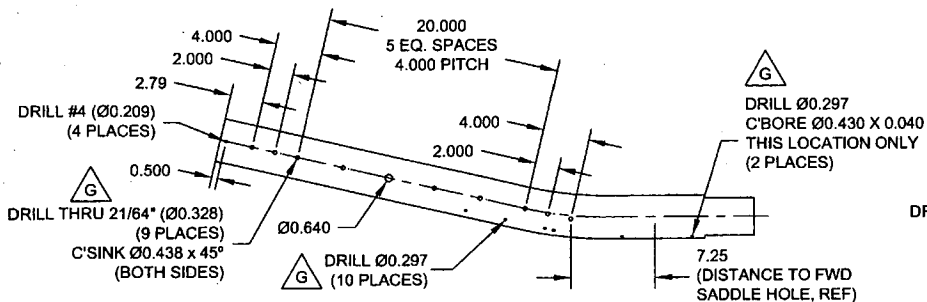 20.000
5 EQ. SPACES
4.000 PITCH
4.000
2.000
2.79
DRILL #4 (Ø0.209)
(4 PLACES)
0.500
G
DRILL THRU 21/64" (Ø0.328)
(9 PLACES)
C'SINK Ø0.438 x 45°
(BOTH SIDES)
Ø0.640
G
DRILL Ø0.297
(10 PLACES)
4.000
2.000
G
DRILL Ø0.297
C'BORE Ø0.430 X 0.040
THIS LOCATION ONLY
(2 PLACES)
7.25
(DISTANCE TO FWD
SADDLE HOLE, REF)